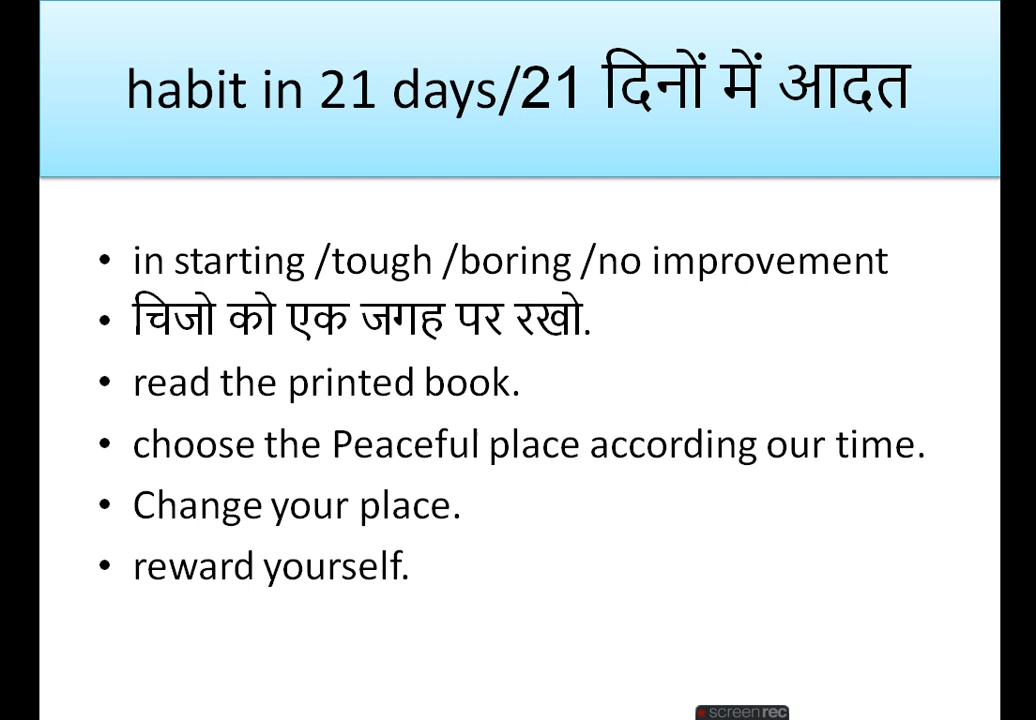 habit in 21 days/21 दिनों में आदत
• in starting /tough /boring /no improvement
• चिजो को एक जगह पर रखो.
• read the printed book.
• choose the Peaceful place according our time.
• Change your place.
• reward yourself.
screenrec